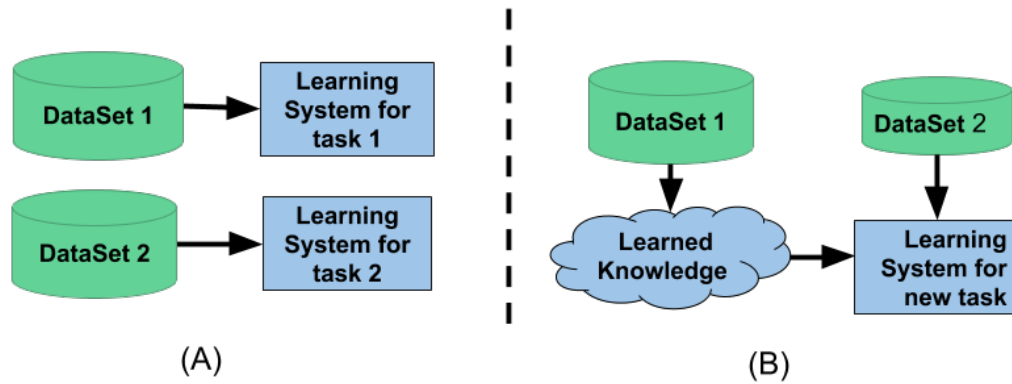 DataSet 1
Learning
System for
task 1
DataSet 2
Learning
System for
task 2
(A)
DataSet 1
DataSet 2
Learned
Knowledge
Learning
System for
new task
(B)